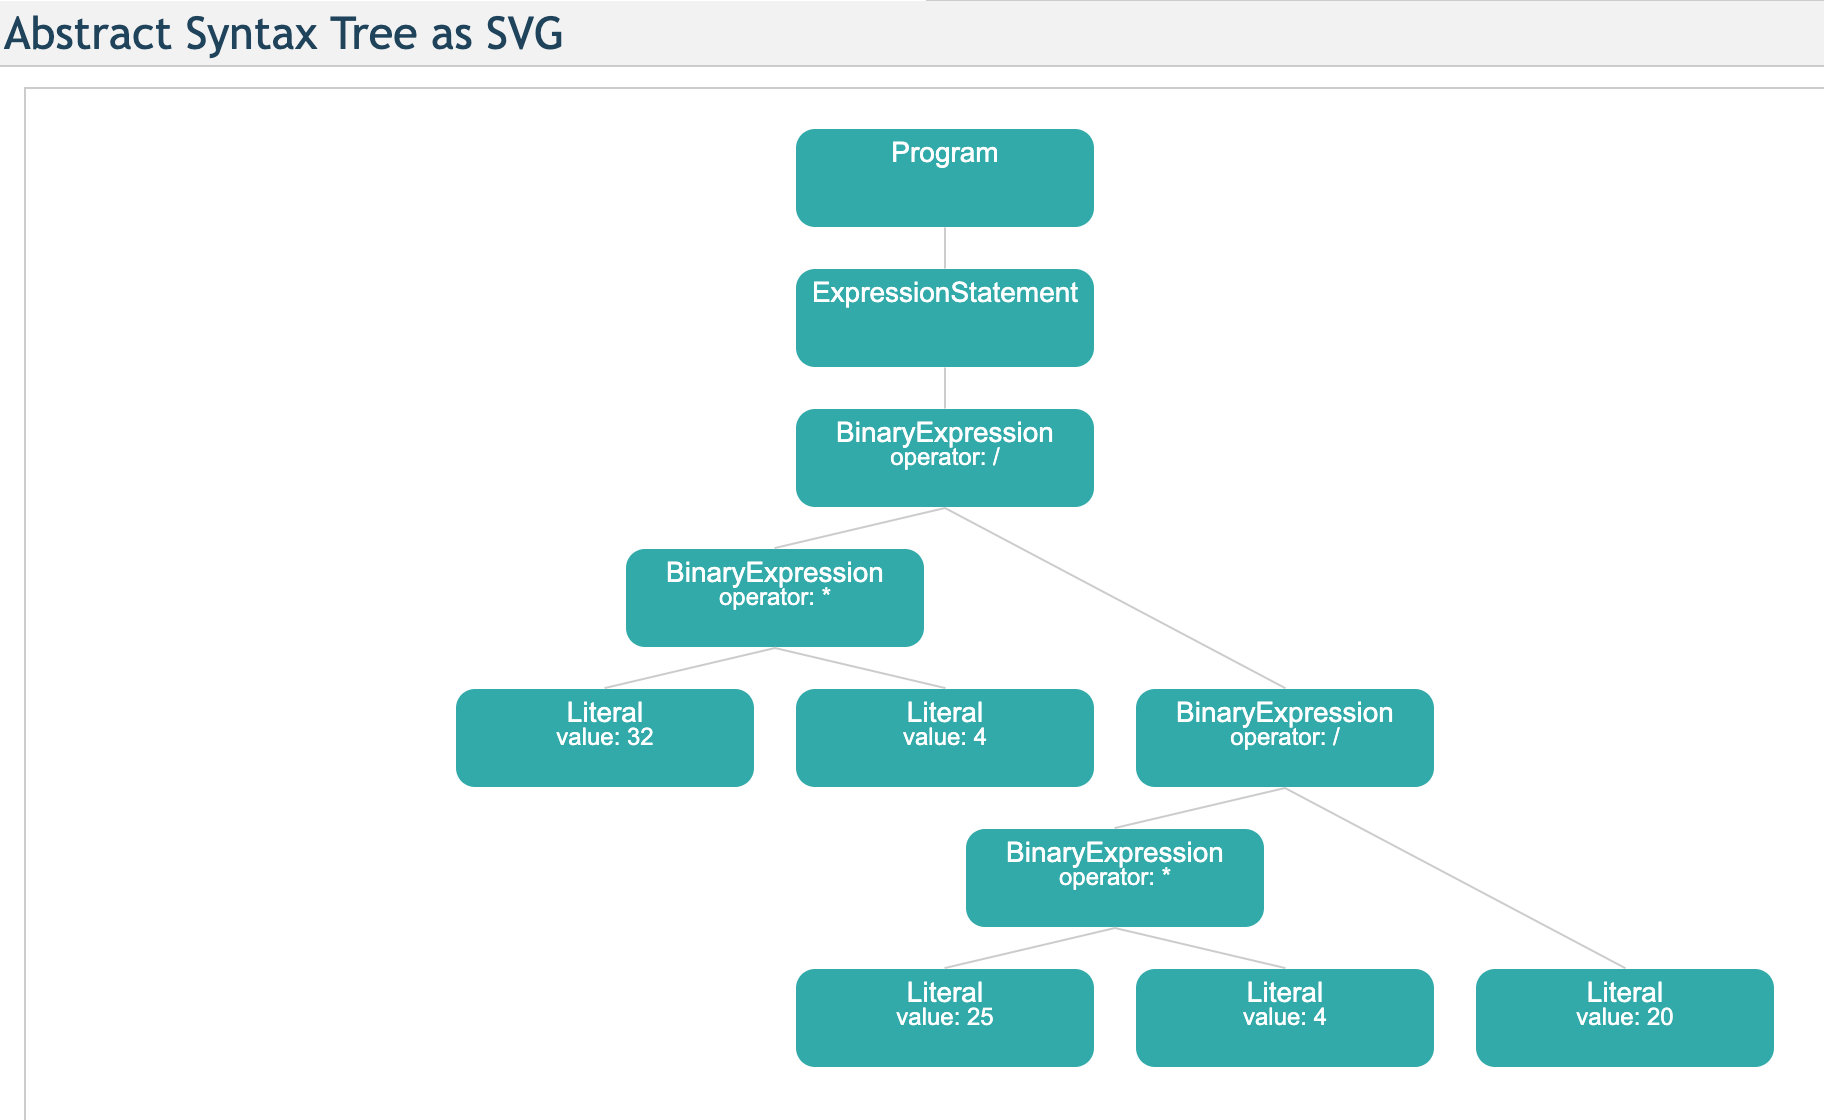 Abstract Syntax Tree as SVG
Program
ExpressionStatement
BinaryExpression
operator: /
BinaryExpression
operator: *
Literal
value: 32
Literal
value: 4
BinaryExpression
operator: /
BinaryExpression
operator: *
Literal
value: 25
Literal
value: 4
Literal
value: 20